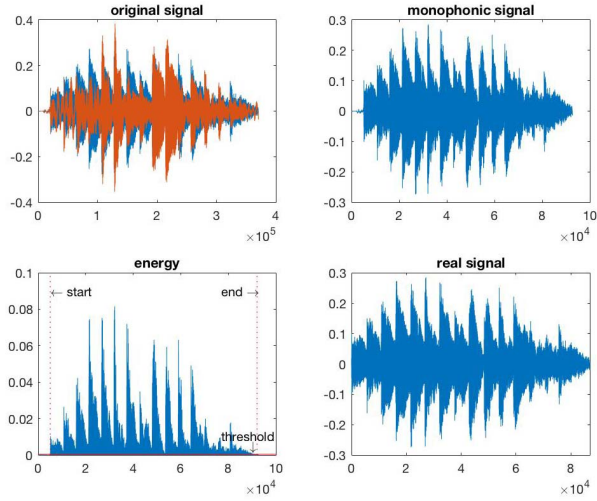 original signal
0.4
0.2
0
-0.2
-0.4
0 1 2 3 4
×10^5
monophonic signal
0.3
0.2
0.1
0
-0.1
-0.2
-0.3
0 2 4 6 8 10
×10^4
energy
0.1
0.08
0.06
0.04
0.02
0
← start
end →
threshold
↓
0 2 4 6 8 10
×10^4
real signal
0.3
0.2
0.1
0
-0.1
-0.2
-0.3
0 2 4 6 8
×10^4